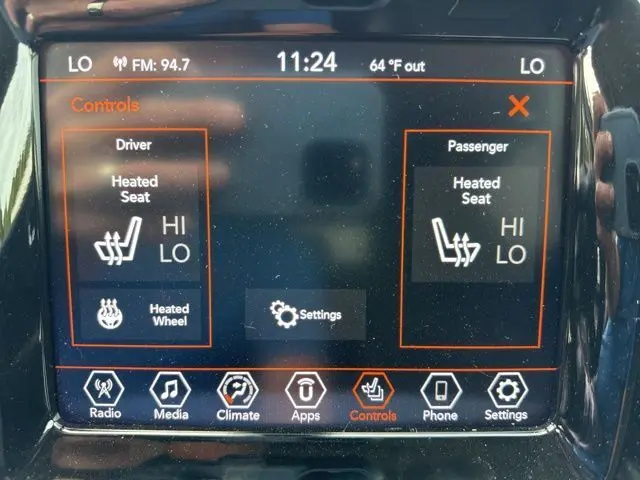 LO FM: 94.7 11:24 64 °F out LO
Controls
Driver
Heated
Seat
HI
LO
Heated
Wheel
Settings
Passenger
Heated
Seat
HI
LO
Radio Media Climate Apps Controls Phone Settings